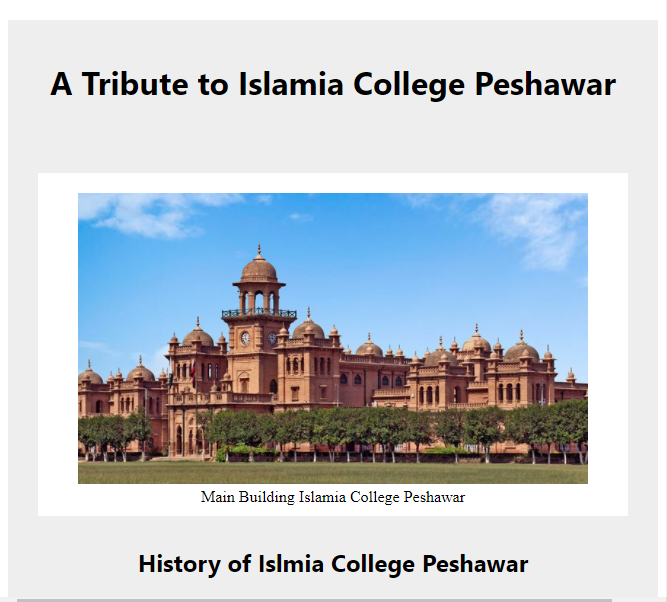 A Tribute to Islamia College Peshawar
Main Building Islamia College Peshawar
History of Islmia College Peshawar